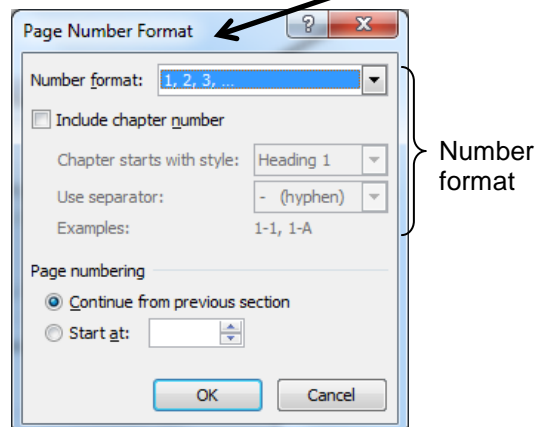 Page Number Format
Number format: 1, 2, 3, ...
Include chapter number
Chapter starts with style: Heading 1
Use separator: - (hyphen)
Examples: 1-1, 1-A
Number
format
Page numbering
Continue from previous section
Start at:
OK Cancel